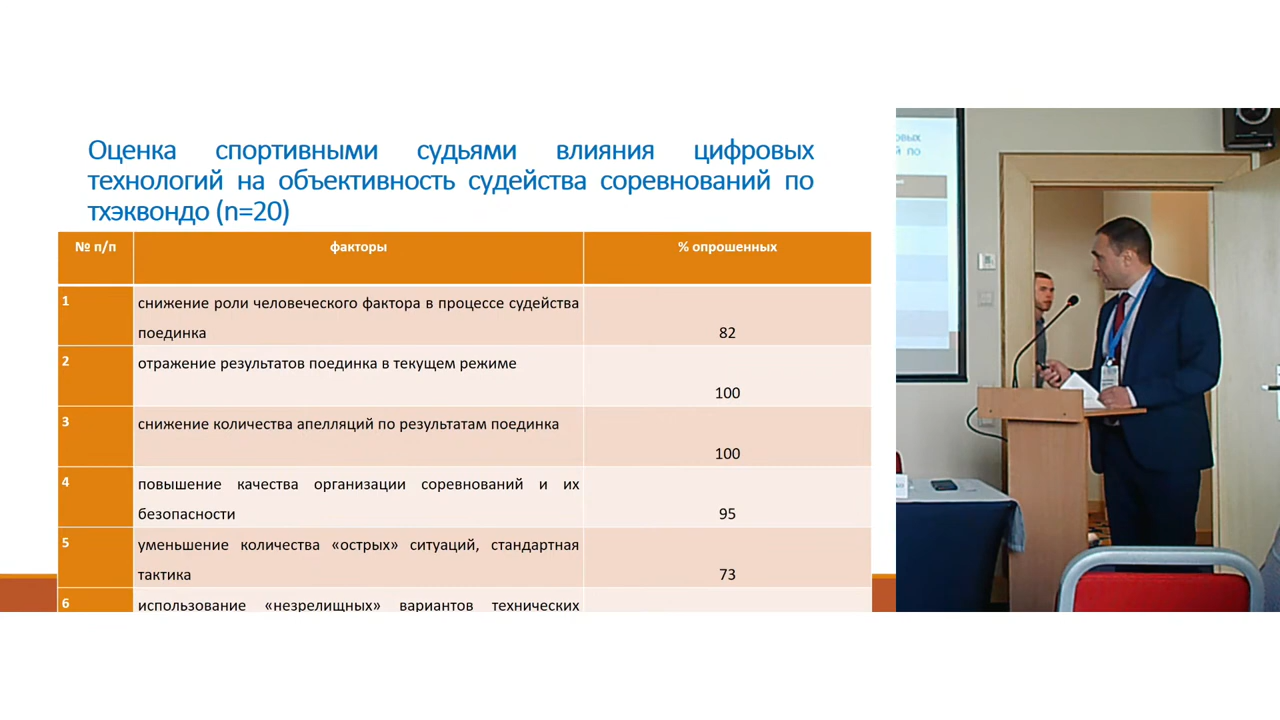 Оценка спортивными судьями влияния цифровых
технологий на объективность судейства соревнований по
тхэквондо (n=20)
№ п/п факторы % опрошенных
1 снижение роли человеческого фактора в процессе судейства
поединка 82
2 отражение результатов поединка в текущем режиме
100
3 снижение количества апелляций по результатам поединка
100
4 повышение качества организации соревнований и их
безопасности 95
5 уменьшение количества «острых» ситуаций, стандартная
тактика 73
6 использование «незрелищных» вариантов технических